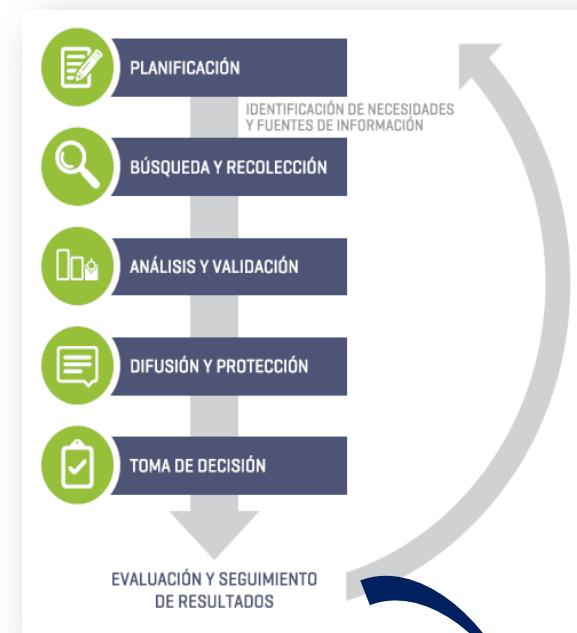 PLANIFICACIÓN
IDENTIFICACIÓN DE NECESIDADES
Y FUENTES DE INFORMACIÓN
BÚSQUEDA Y RECOLECCIÓN
ANÁLISIS Y VALIDACIÓN
DIFUSIÓN Y PROTECCIÓN
TOMA DE DECISIÓN
EVALUACIÓN Y SEGUIMIENTO
DE RESULTADOS